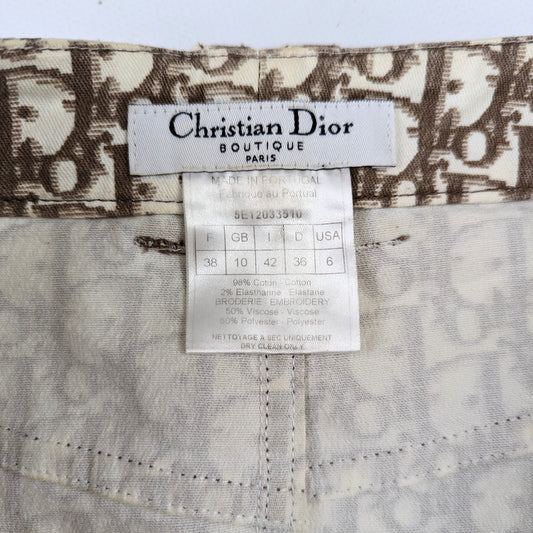 Christian Dior
BOUTIQUE
PARIS
MADE IN PORTUGAL
Fabriqué au Portugal
5E12033510
F GB I D USA
38 10 42 36 6
98% Coton - Cotton
2% Elasthanne - Elastane
BRODERIE - EMBROIDERY
50% Viscose - Viscose
50% Polyester - Polyester
NETTOYAGE A SEC UNIQUEMENT
DRY CLEAN ONLY